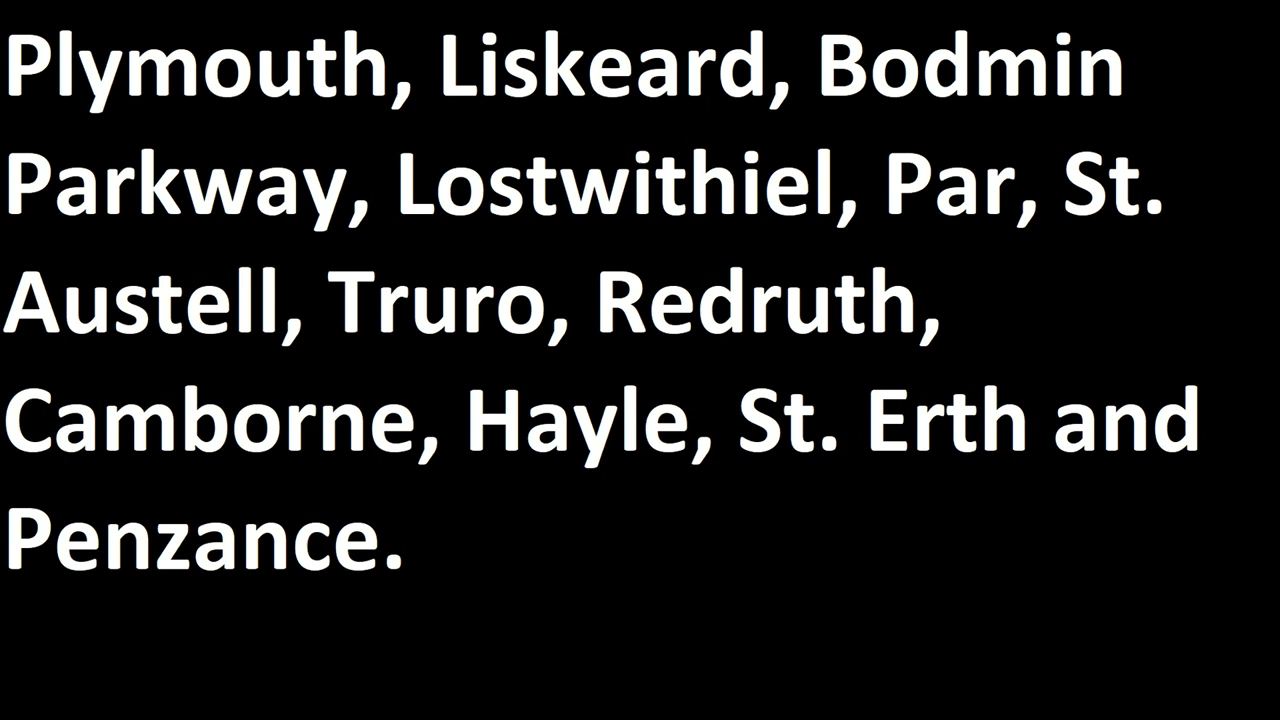 Plymouth, Liskeard, Bodmin
Parkway, Lostwithiel, Par, St.
Austell, Truro, Redruth,
Camborne, Hayle, St. Erth and
Penzance.